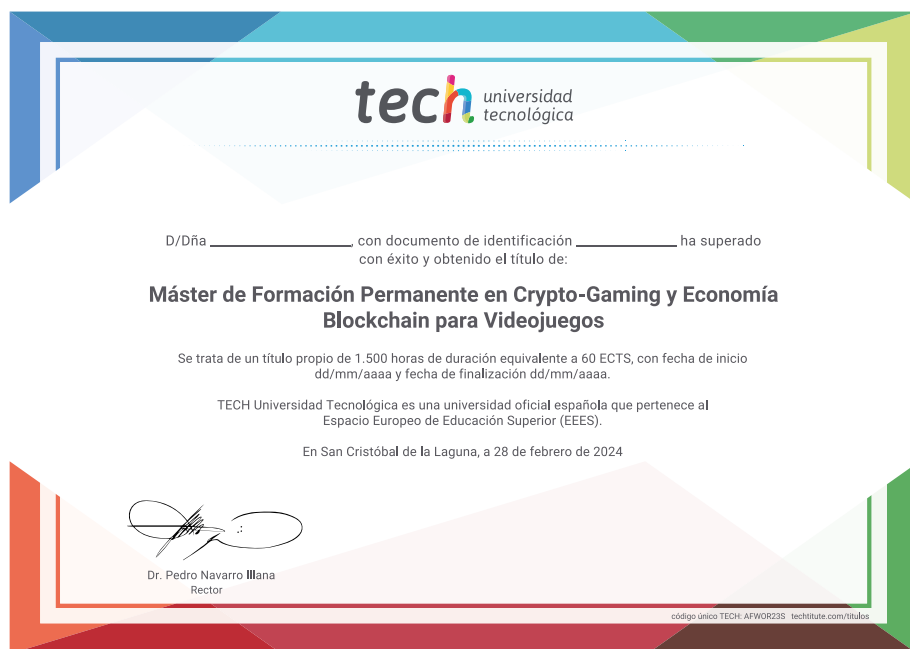 tech universidad
tecnológica
D/Dña ______________, con documento de identificación __________ ha superado
con éxito y obtenido el título de:
Máster de Formación Permanente en Crypto-Gaming y Economía
Blockchain para Videojuegos
Se trata de un título propio de 1.500 horas de duración equivalente a 60 ECTS, con fecha de inicio
dd/mm/aaaa y fecha de finalización dd/mm/aaaa.
TECH Universidad Tecnológica es una universidad oficial española que pertenece al
Espacio Europeo de Educación Superior (EEES).
En San Cristóbal de la Laguna, a 28 de febrero de 2024
Dr. Pedro Navarro Illana
Rector
código único TECH: AFWOR23S techtitute.com/titulos